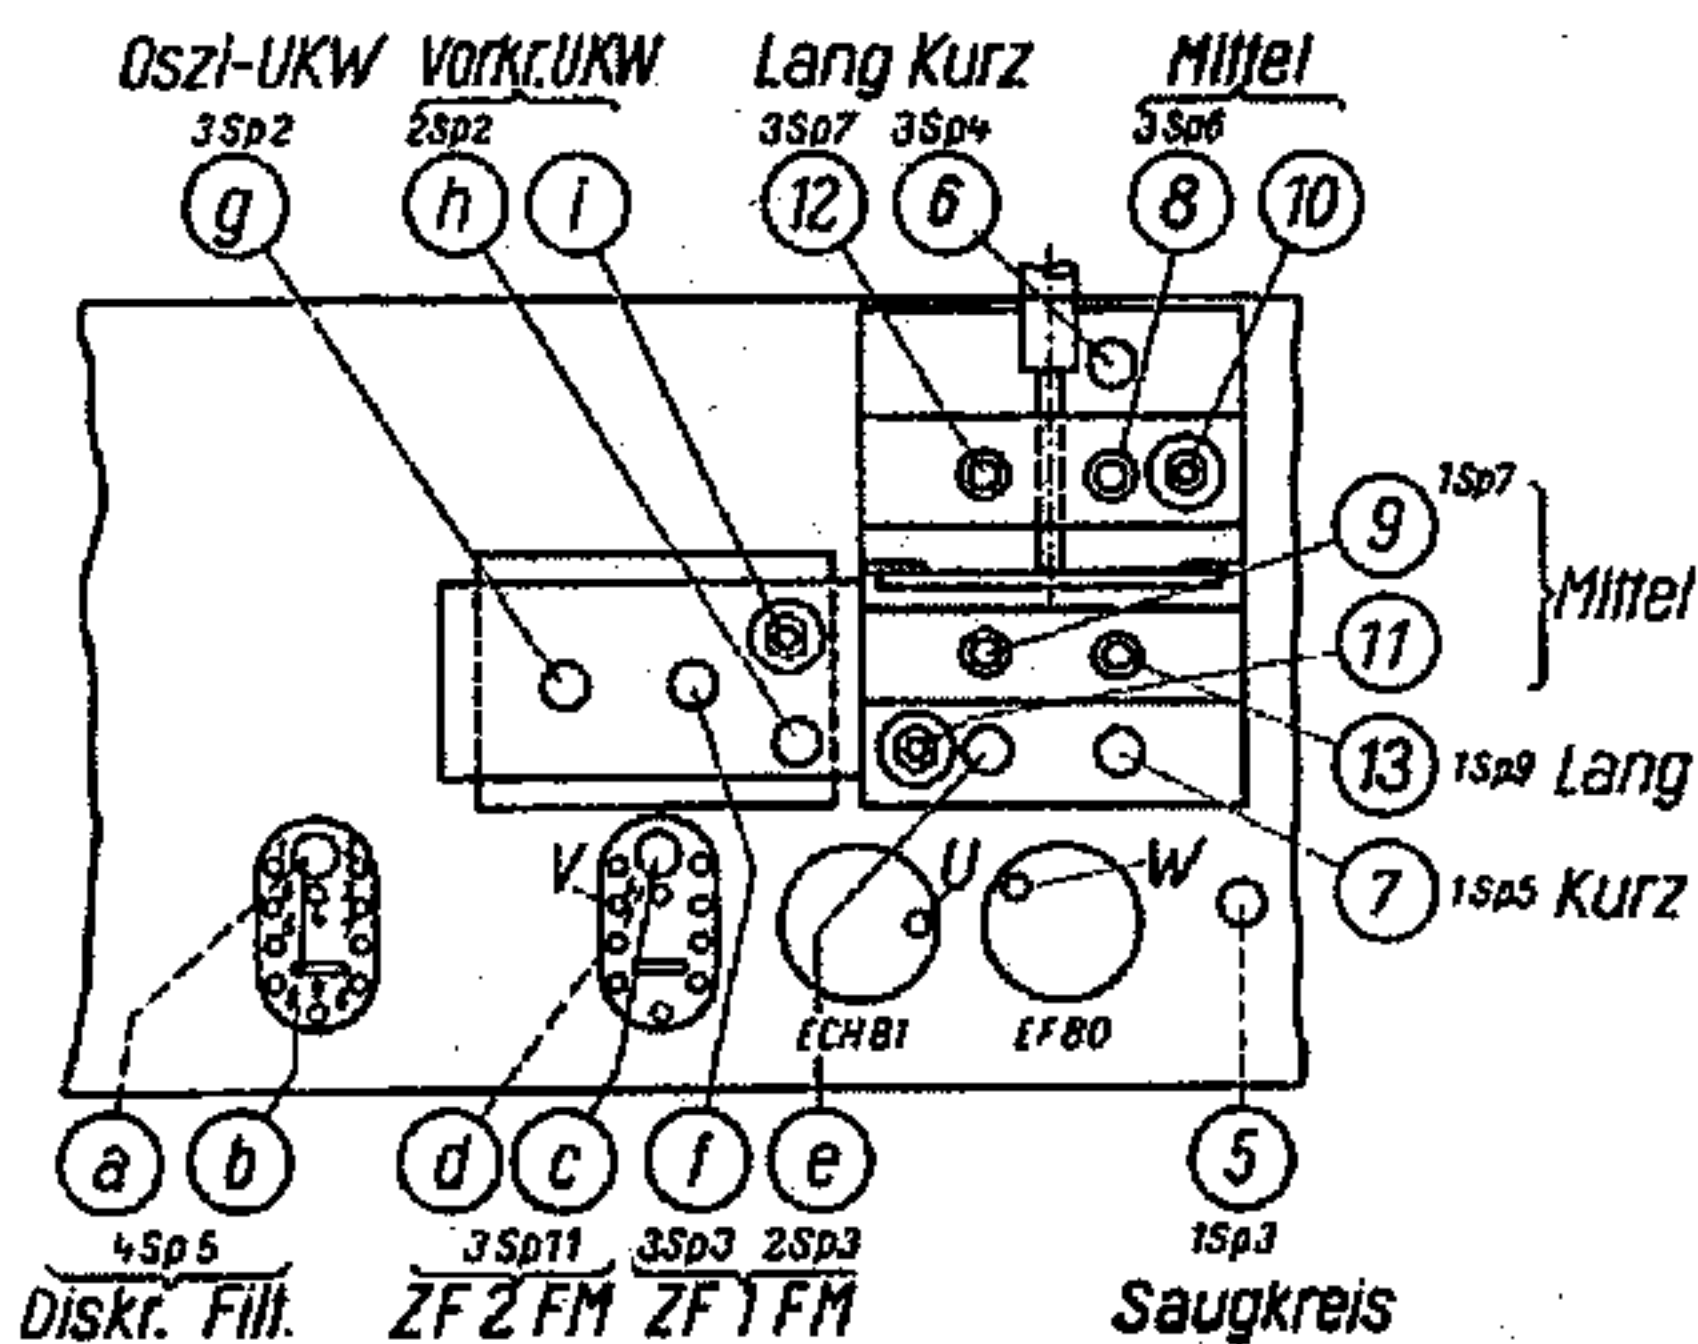 Oszi-UKW Vorkr.UKW Lang Kurz Mittel
3Sp2 2Sp2 3Sp7 3Sp4 3Sp6
g h i 12 6 8 10
9 1Sp7
Mittel
11
13 1Sp9 Lang
V U W
7 1Sp5 Kurz
ECH81 EF80
a b d c f e 5
4Sp5 3Sp11 3Sp3 2Sp3 1Sp3
Diskr. Filt. ZF 2 FM ZF 1 FM Saugkreis